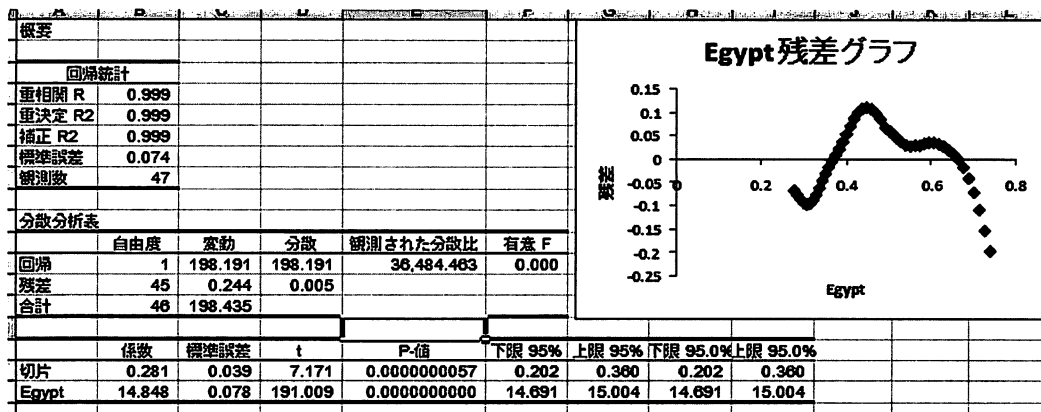 概要
回帰統計
重相関 R 0.999
重決定 R2 0.999
補正 R2 0.999
標準誤差 0.074
観測数 47
分散分析表
自由度 変動 分散 観測された分散比 有意 F
回帰 1 198.191 198.191 36,484.463 0.000
残差 45 0.244 0.005
合計 46 198.435
係数 標準誤差 t P-値 下限 95% 上限 95% 下限 95.0% 上限 95.0%
切片 0.281 0.039 7.171 0.0000000057 0.202 0.360 0.202 0.360
Egypt 14.848 0.078 191.009 0.0000000000 14.691 15.004 14.691 15.004
Egypt 残差グラフ
0.15
0.1
0.05
0
-0.05
-0.1
-0.15
-0.2
-0.25
0 0.2 0.4 0.6 0.8
残差
Egypt